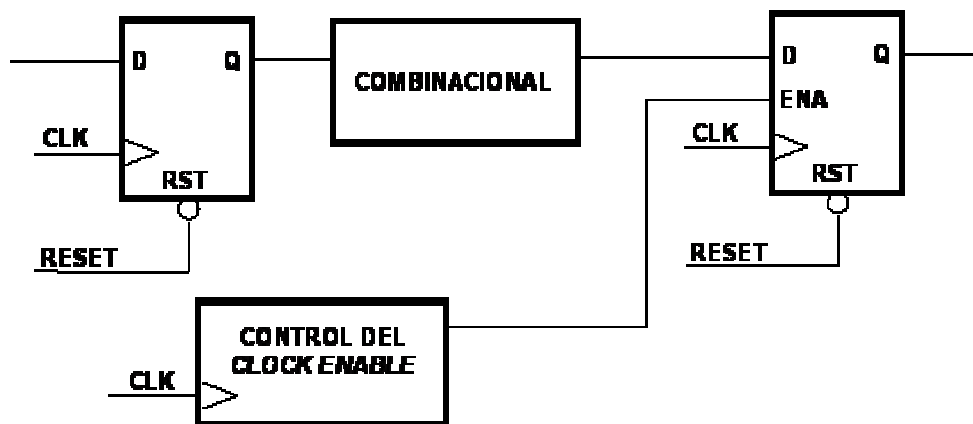 D Q
COMBINACIONAL
D Q
ENA
CLK
CLK
RST
RST
RESET
RESET
CONTROL DEL
CLOCK ENABLE
CLK